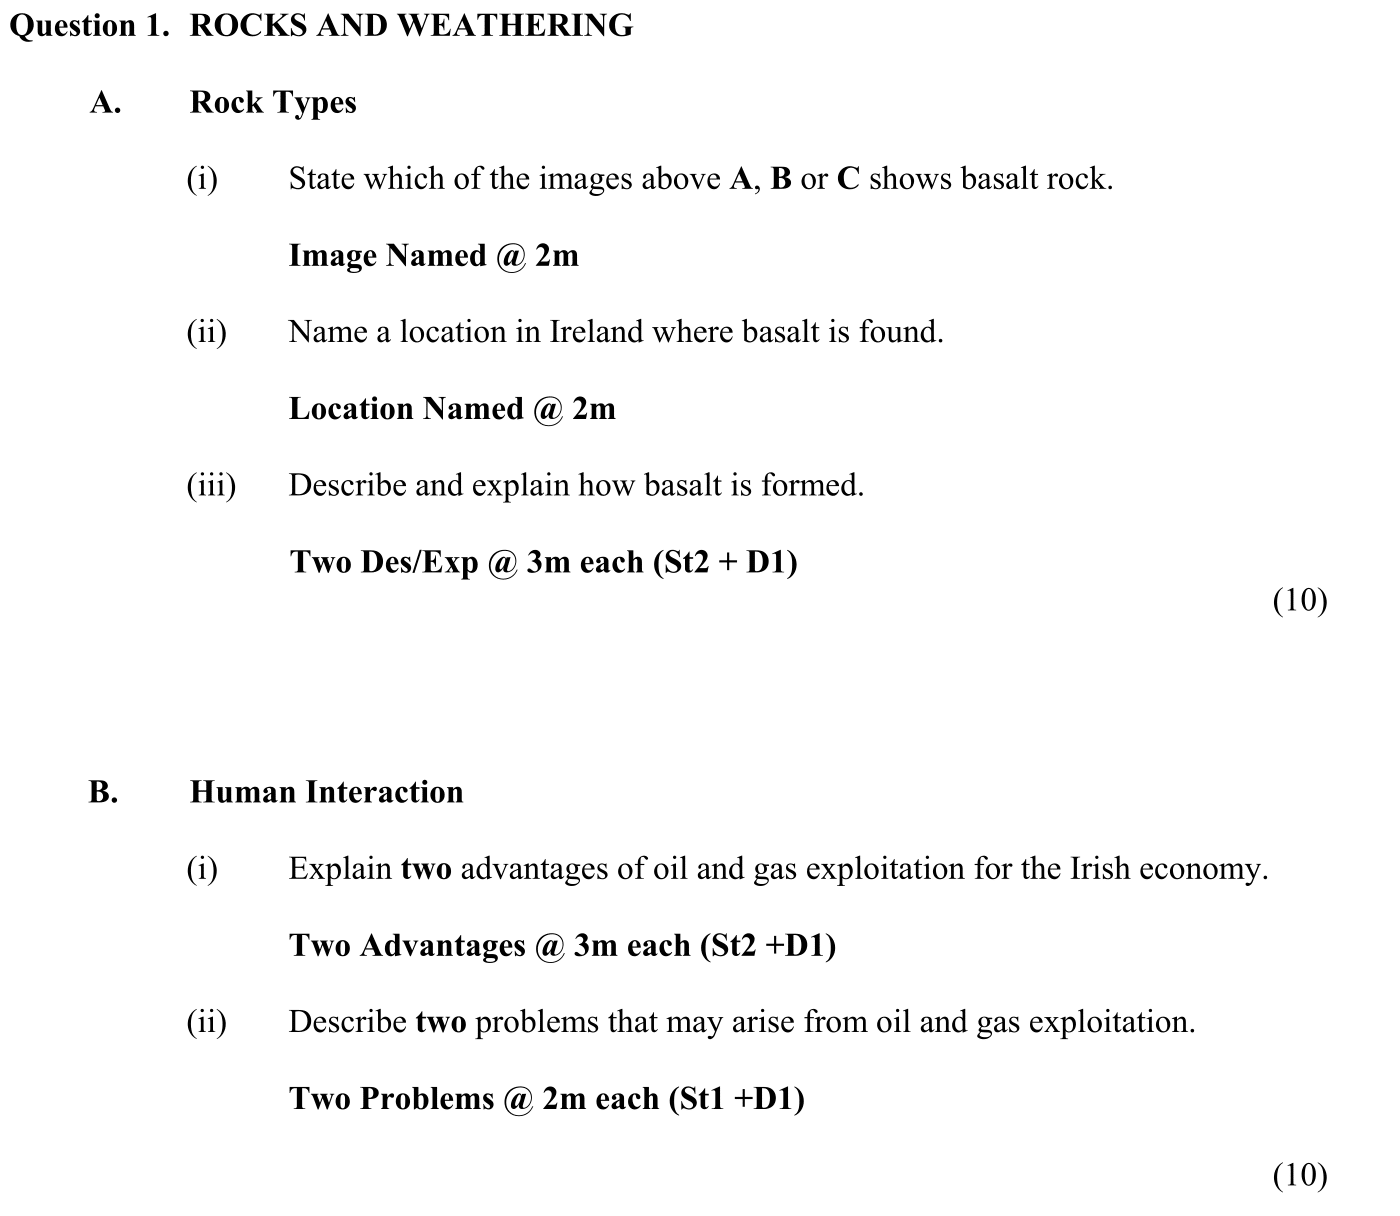 Question 1. ROCKS AND WEATHERING
A. Rock Types
(i) State which of the images above A, B or C shows basalt rock.
Image Named @ 2m
(ii) Name a location in Ireland where basalt is found.
Location Named @ 2m
(iii) Describe and explain how basalt is formed.
Two Des/Exp @ 3m each (St2 + D1)
(10)
B. Human Interaction
(i) Explain two advantages of oil and gas exploitation for the Irish economy.
Two Advantages @ 3m each (St2 +D1)
(ii) Describe two problems that may arise from oil and gas exploitation.
Two Problems @ 2m each (St1 +D1)
(10)